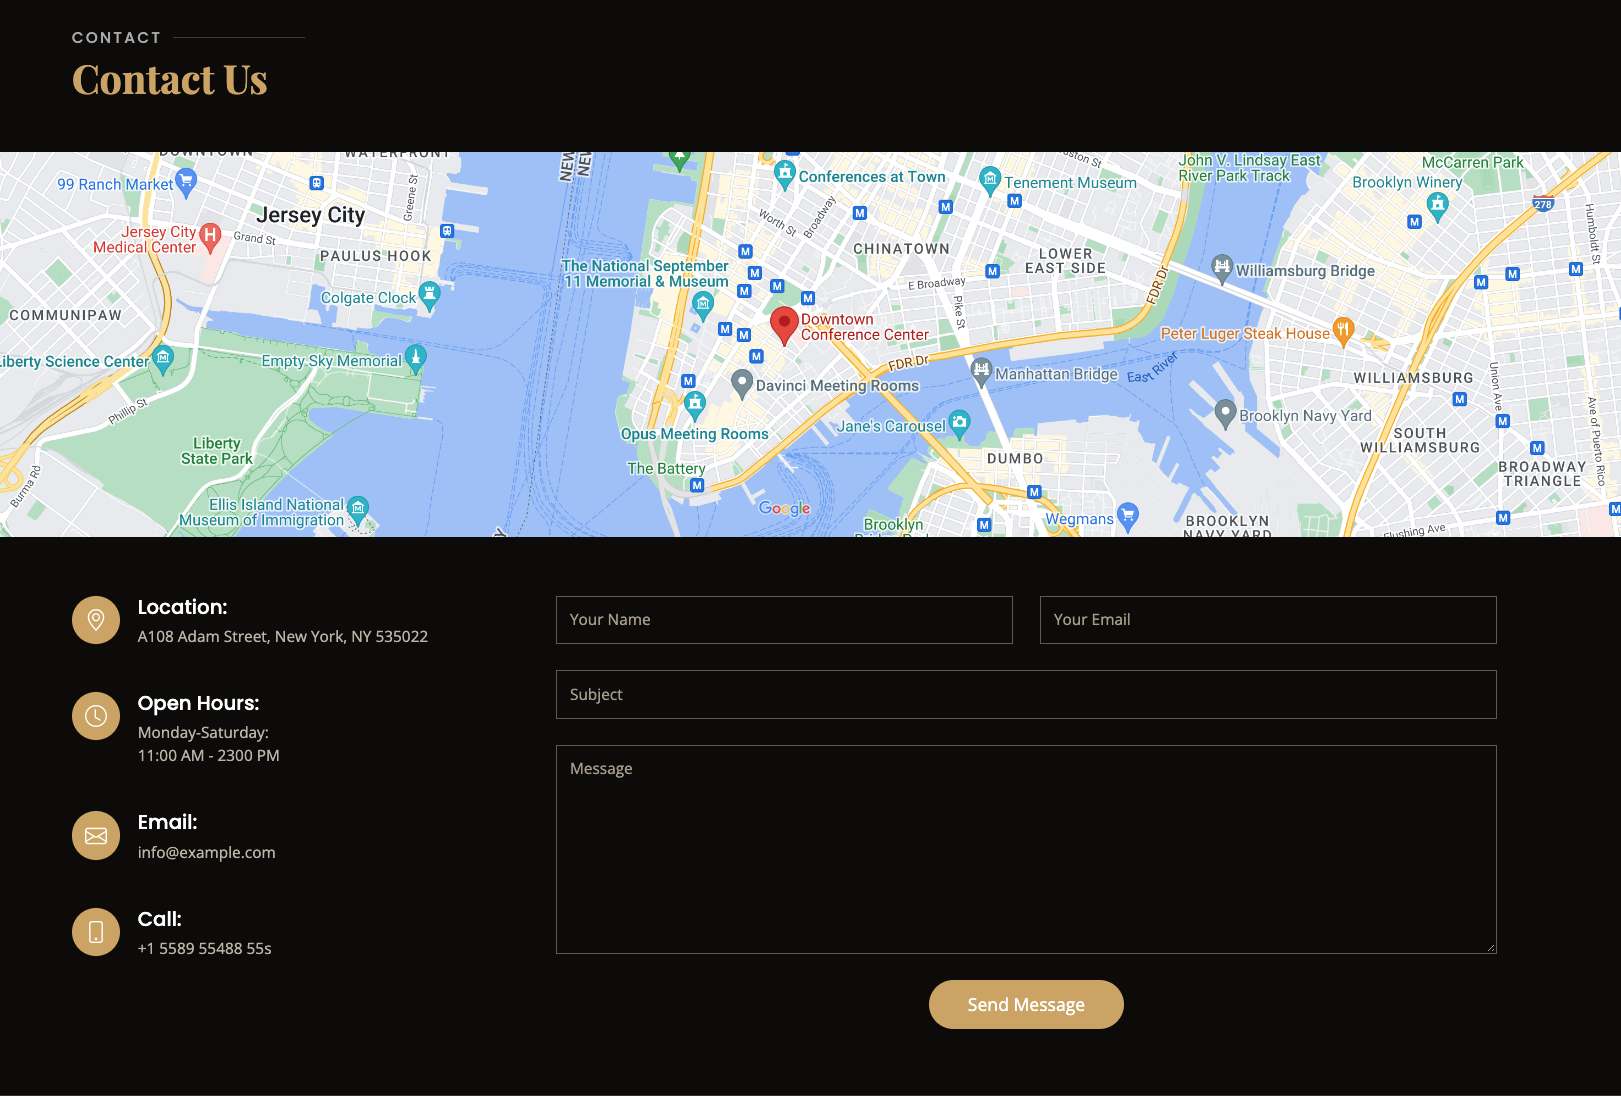 CONTACT
Contact Us
DOWNTOWN
WATERFRONT
99 Ranch Market
Jersey City
Greene St
Jersey City
Medical Center
Grand St
PAULUS HOOK
Colgate Clock
COMMUNIPAW
Liberty Science Center
Empty Sky Memorial
Phillip St
Liberty
State Park
Burma Rd
Ellis Island National
Museum of Immigration
NEW
NEW
Conferences at Town
Worth St
Broadway
Tenement Museum
John V. Lindsay East
River Park Track
McCarren Park
Brooklyn Winery
278
Humboldt St
CHINATOWN
LOWER
EAST SIDE
The National September
11 Memorial & Museum
E Broadway
Pike St
FDR Dr
Williamsburg Bridge
Downtown
Conference Center
Peter Luger Steak House
FDR Dr
Manhattan Bridge
East River
Davinci Meeting Rooms
WILLIAMSBURG
Union Ave
Ave of Puerto Rico
Opus Meeting Rooms
Jane's Carousel
Brooklyn Navy Yard
SOUTH
WILLIAMSBURG
The Battery
DUMBO
BROADWAY
TRIANGLE
Google
Brooklyn
Wegmans
BROOKLYN
NAVY YARD
Flushing Ave
Location:
A108 Adam Street, New York, NY 535022
Open Hours:
Monday-Saturday:
11:00 AM - 2300 PM
Email:
info@example.com
Call:
+1 5589 55488 55s
Your Name
Your Email
Subject
Message
Send Message